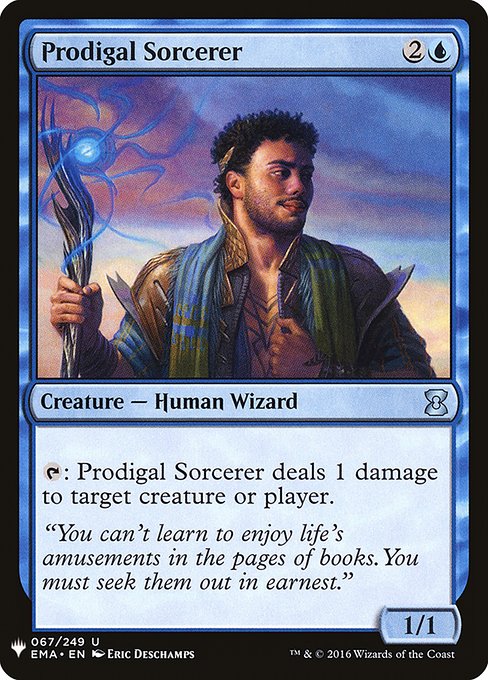 Prodigal Sorcerer 2
Creature — Human Wizard
: Prodigal Sorcerer deals 1 damage
to target creature or player.
“You can’t learn to enjoy life’s
amusements in the pages of books. You
must seek them out in earnest.”
1/1
067/249 U
EMA • EN Eric Deschamps
™ & © 2016 Wizards of the Coast